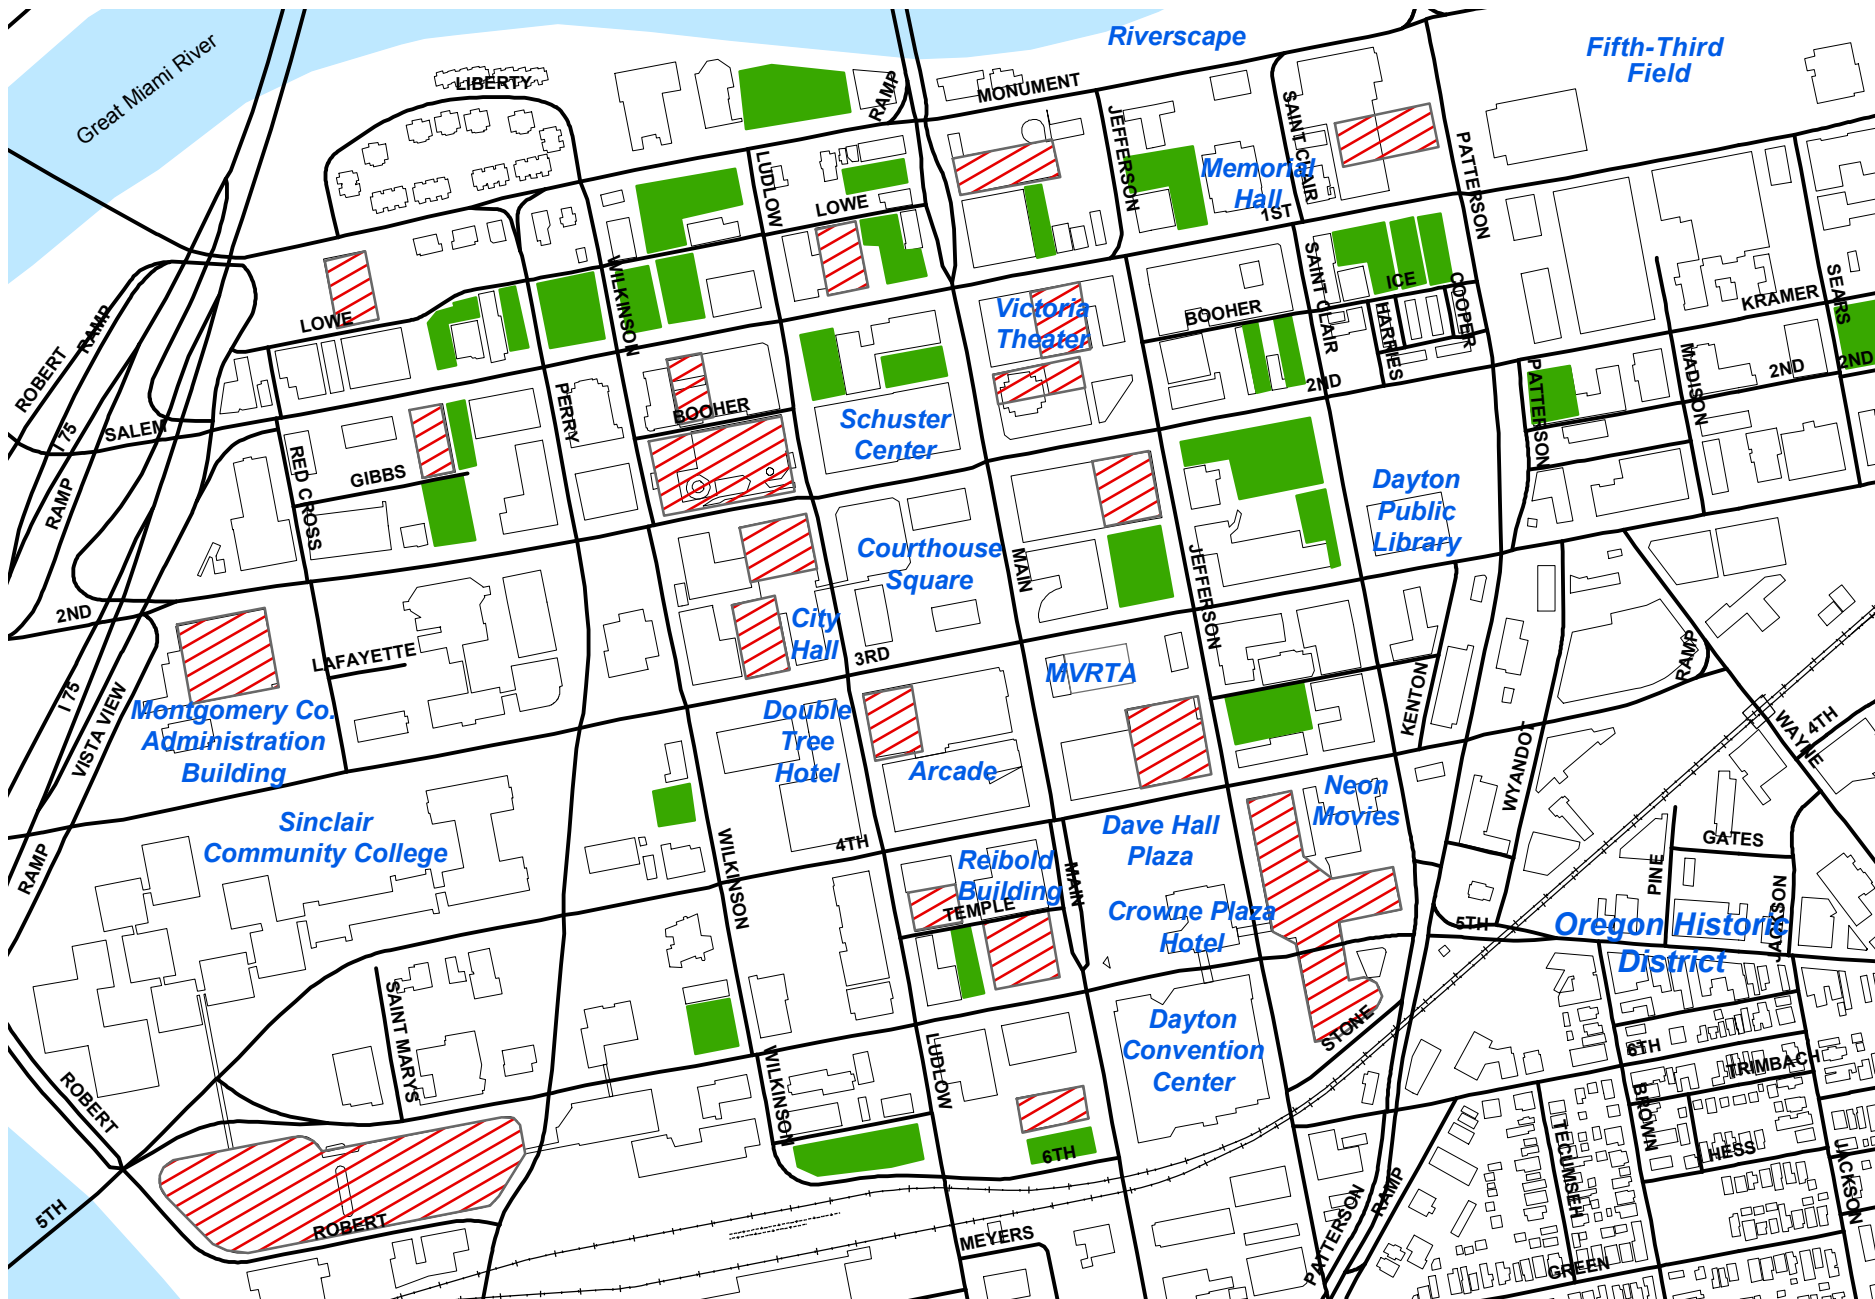 Riverscape
Fifth-Third
Field
Great Miami River
LIBERTY
RAMP
MONUMENT
JEFFERSON
SAINT CLAIR
PATTERSON
LUDLOW
LOWE
Memorial
Hall
1ST
WILKINSON
SAINT CLAIR
ICE
COOPER
HARRIES
KRAMER
SEARS
RAMP
ROBERT
LOWE
Victoria
Theater
BOOHER
2ND
PATTERSON
MADISON
2ND
2ND
I 75
SALEM
PERRY
BOOHER
Schuster
Center
RED CROSS
GIBBS
RAMP
Dayton
Public
Library
Courthouse
Square
MAIN
JEFFERSON
2ND
City
Hall
LAFAYETTE
3RD
MVRTA
KENTON
RAMP
I 75
VISTA VIEW
Montgomery Co.
Administration
Building
Double
Tree
Hotel
Arcade
WYANDOT
WAYNE
4TH
Neon
Movies
Sinclair
Community College
WILKINSON
4TH
Dave Hall
Plaza
RAMP
Reibold
Building
MAIN
TEMPLE
Crowne Plaza
Hotel
GATES
PINE
JACKSON
5TH
Oregon Historic
District
SAINT MARYS
Dayton
Convention
Center
STONE
6TH
TRIMBACH
ROBERT
WILKINSON
LUDLOW
BROWN
TECUMSEH
HESS
JACKSON
6TH
5TH
ROBERT
MEYERS
PATTERSON
RAMP
GREEN